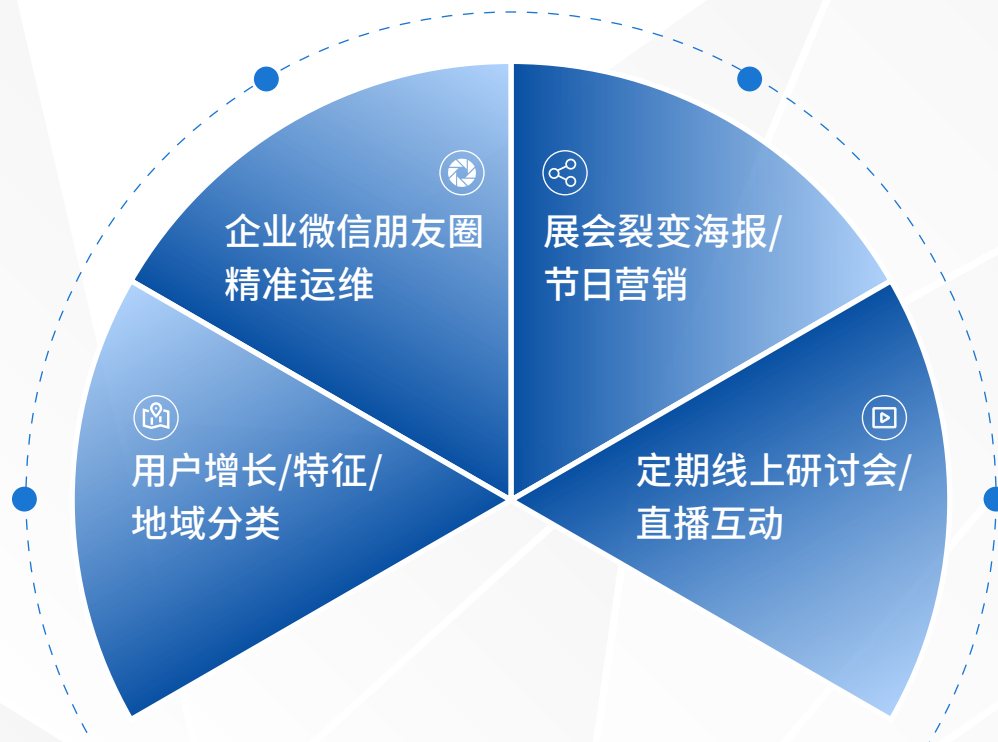 企业微信朋友圈
精准运维
展会裂变海报/
节日营销
用户增长/特征/
地域分类
定期线上研讨会/
直播互动